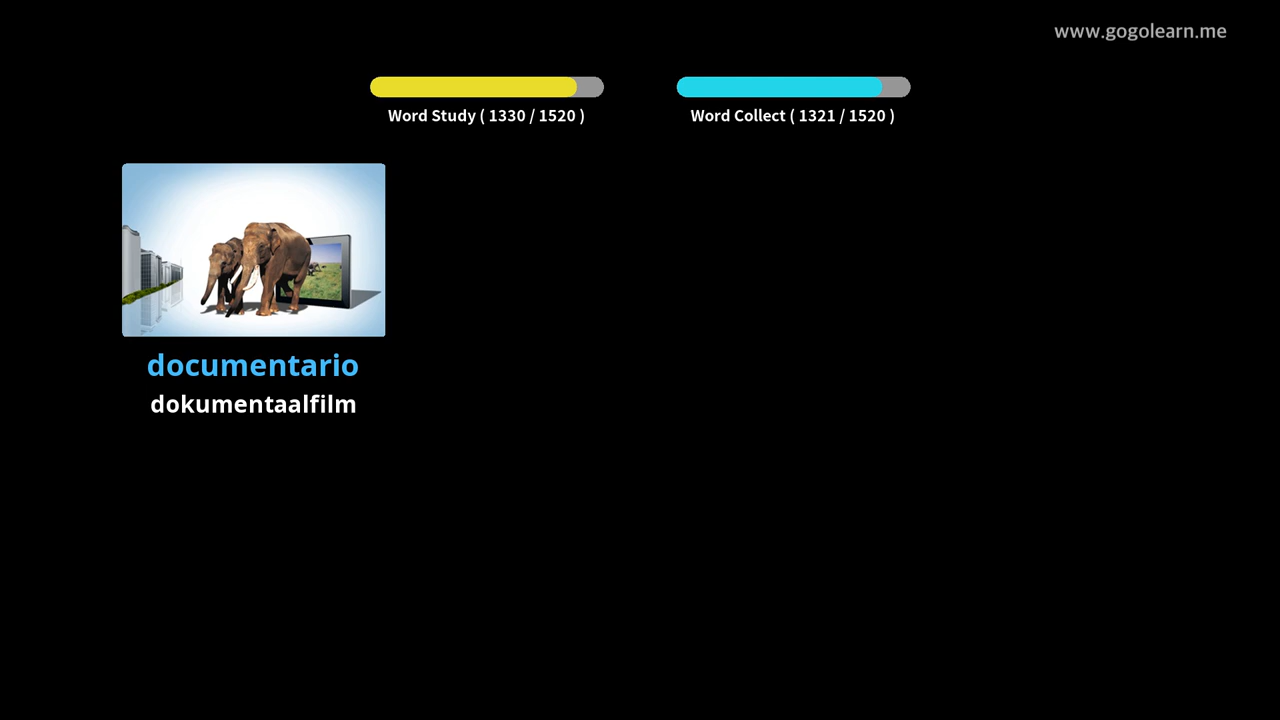 www.gogolearn.me
Word Study ( 1330 / 1520 )
Word Collect ( 1321 / 1520 )
documentario
dokumentaalfilm